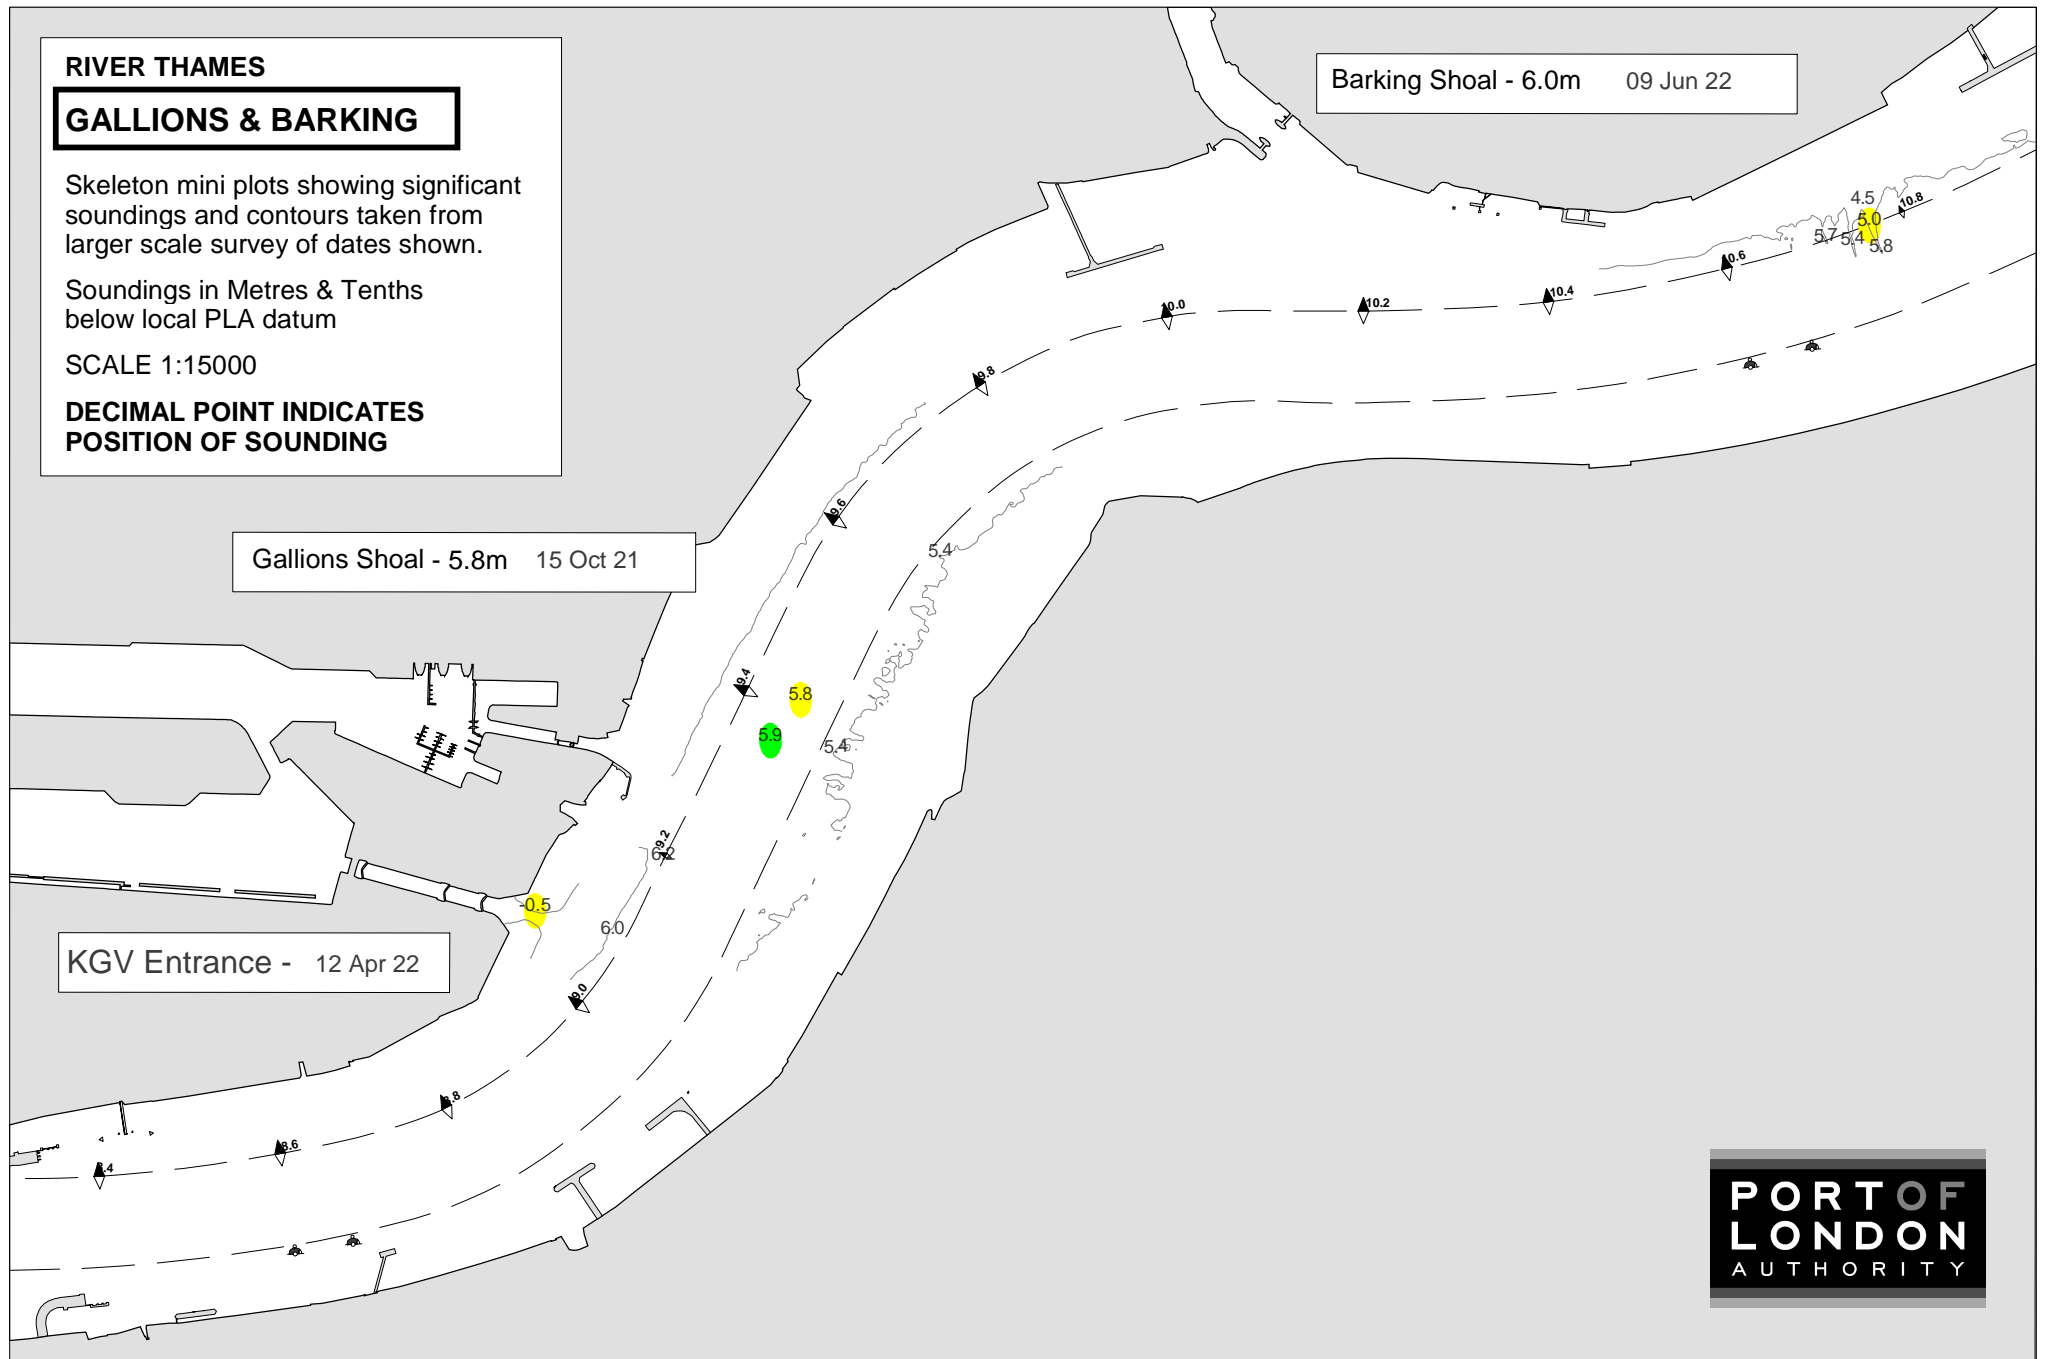 RIVER THAMES
GALLIONS & BARKING
Skeleton mini plots showing significant
soundings and contours taken from
larger scale survey of dates shown.
Soundings in Metres & Tenths
below local PLA datum
SCALE 1:15000
DECIMAL POINT INDICATES
POSITION OF SOUNDING
Barking Shoal - 6.0m 09 Jun 22
4.5
10.8
5.0
5.7 5.4 5.8
10.6
10.4
10.2
10.0
9.8
9.6
5.4
Gallions Shoal - 5.8m 15 Oct 21
9.4
5.8
5.9
5.4
9.2
6.2
-0.5
6.0
KGV Entrance - 12 Apr 22
9.0
8.8
8.6
8.4
PORT OF
LONDON
AUTHORITY